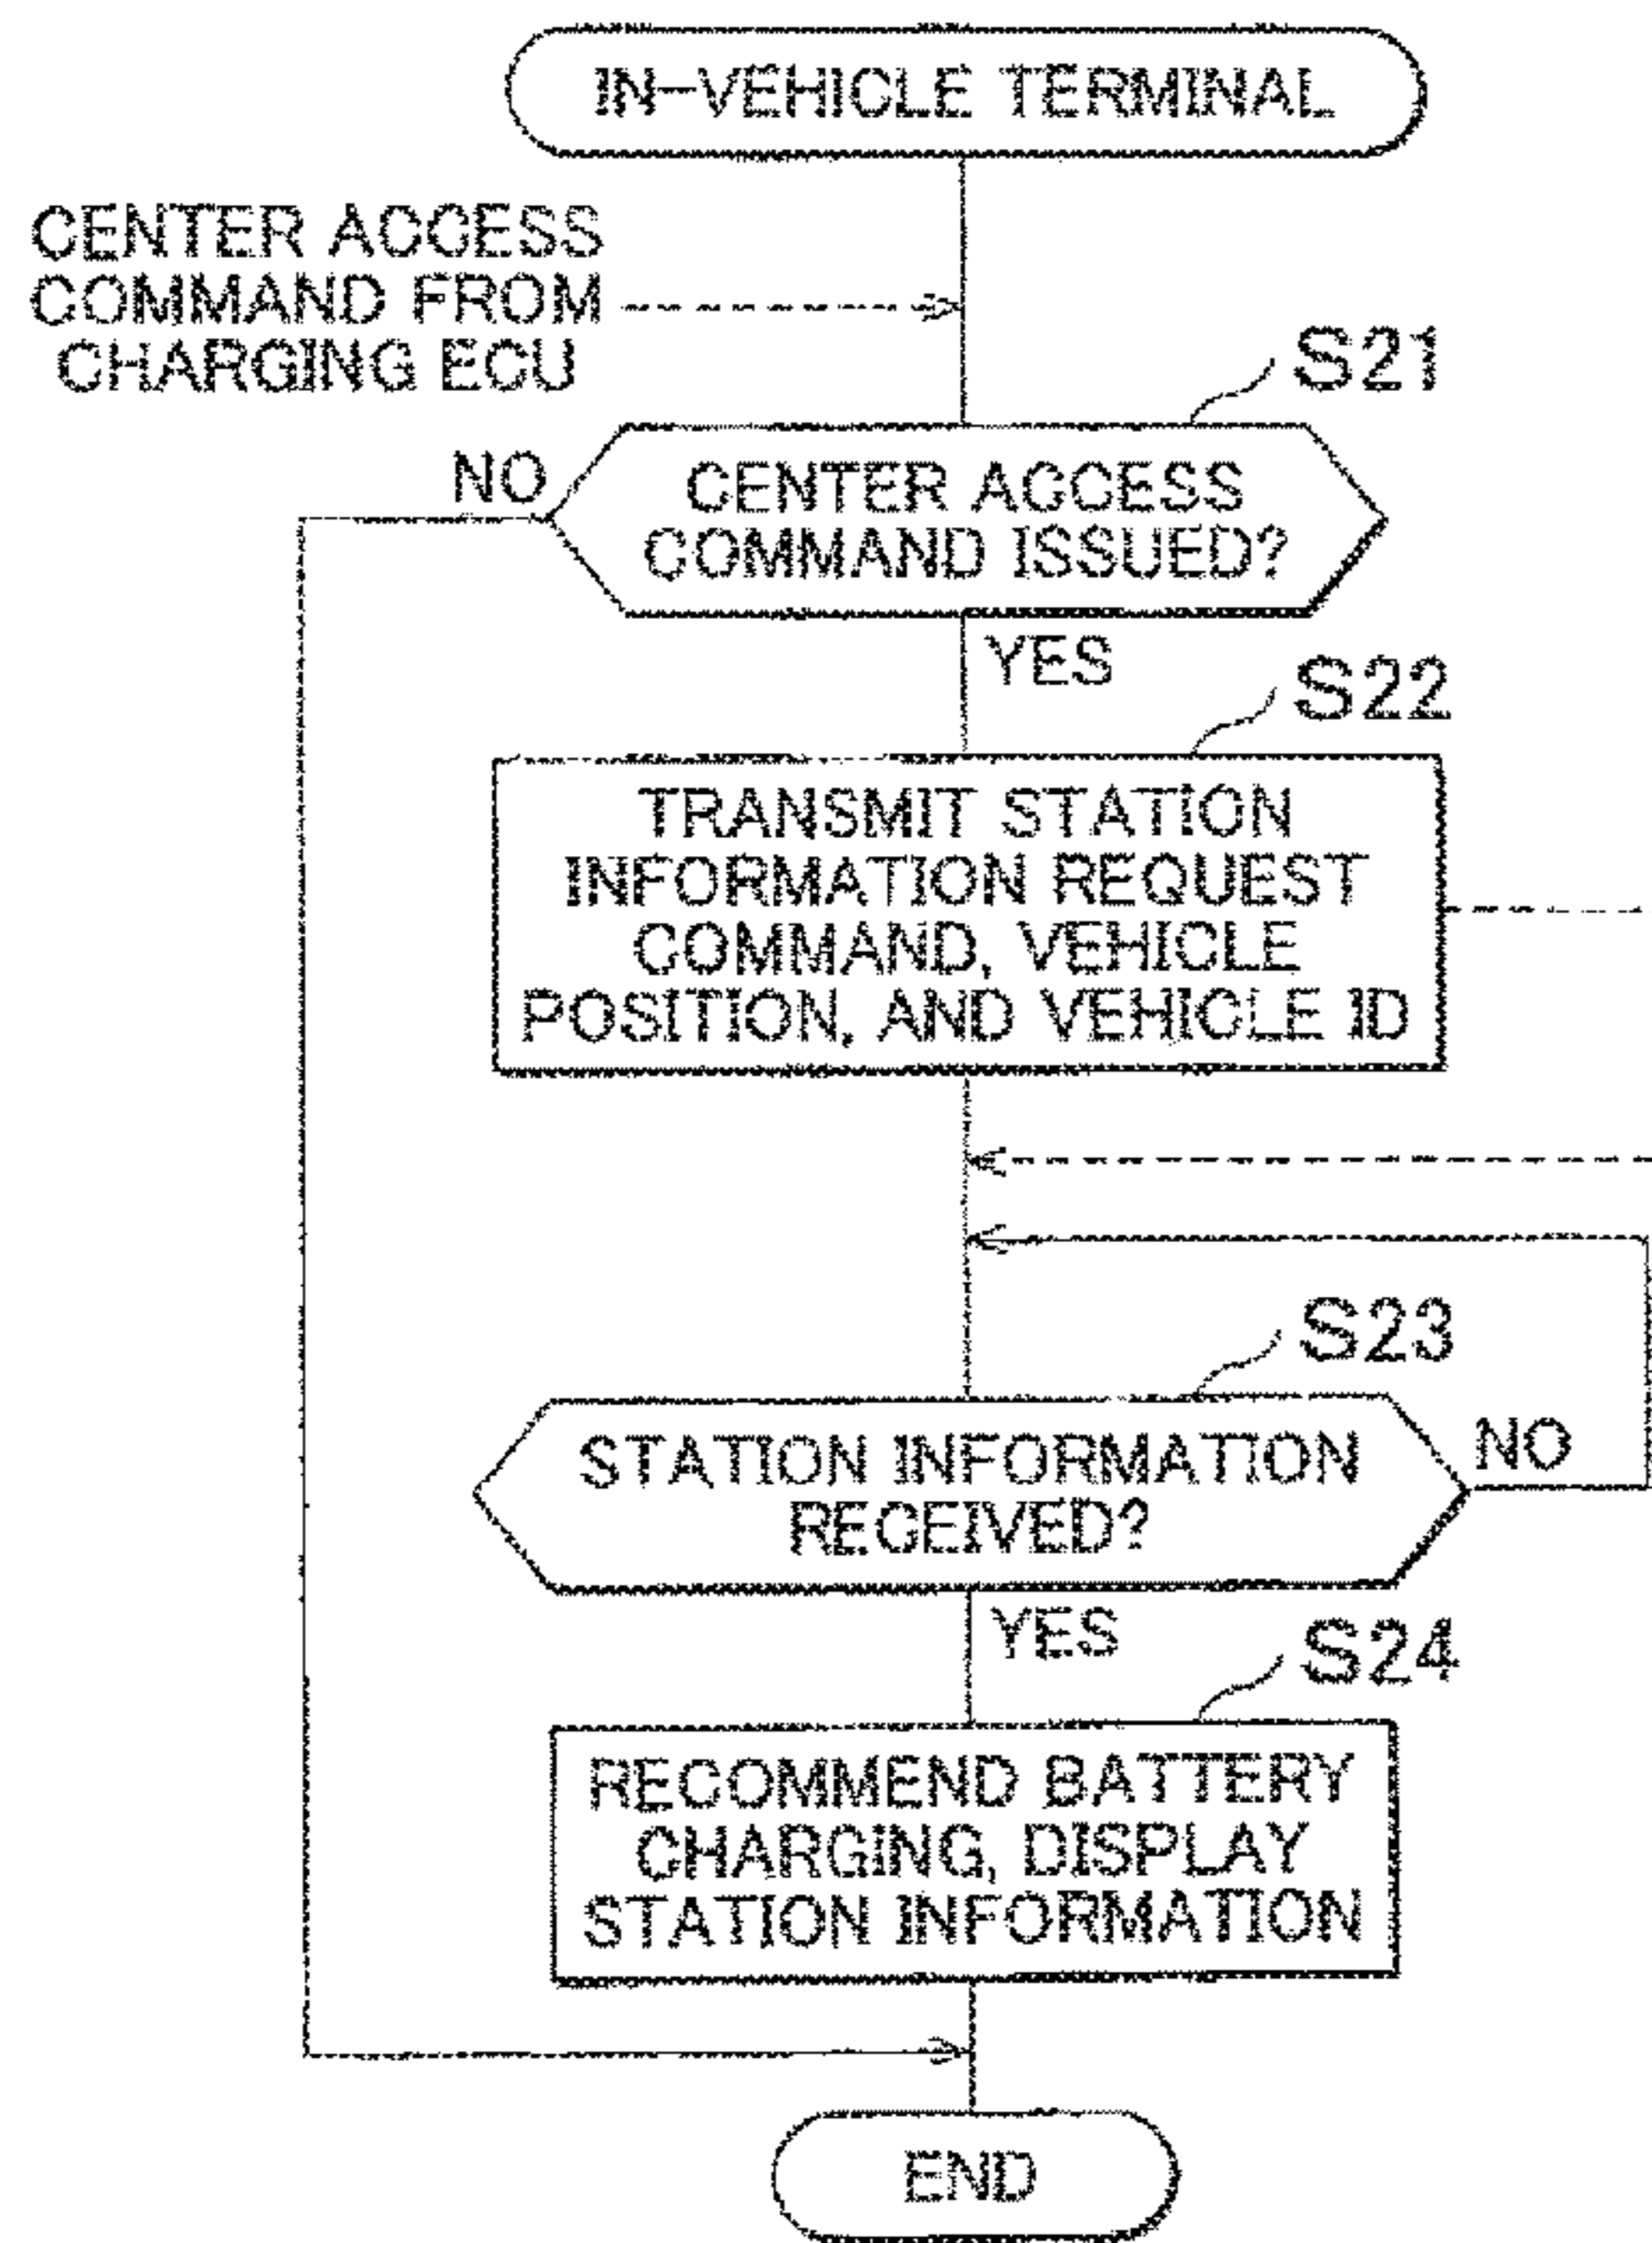 IN-VEHICLE TERMINAL
CENTER ACCESS
COMMAND FROM
CHARGING ECU
S21
NO
CENTER ACCESS
COMMAND ISSUED?
YES
S22
TRANSMIT STATION
INFORMATION REQUEST
COMMAND, VEHICLE
POSITION, AND VEHICLE ID
S23
STATION INFORMATION
RECEIVED?
NO
YES
S24
RECOMMEND BATTERY
CHARGING, DISPLAY
STATION INFORMATION
END